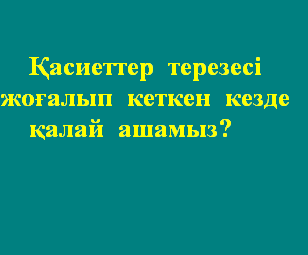 Қасиеттер терезесі
жоғалып кеткен кезде
қалай ашамыз?